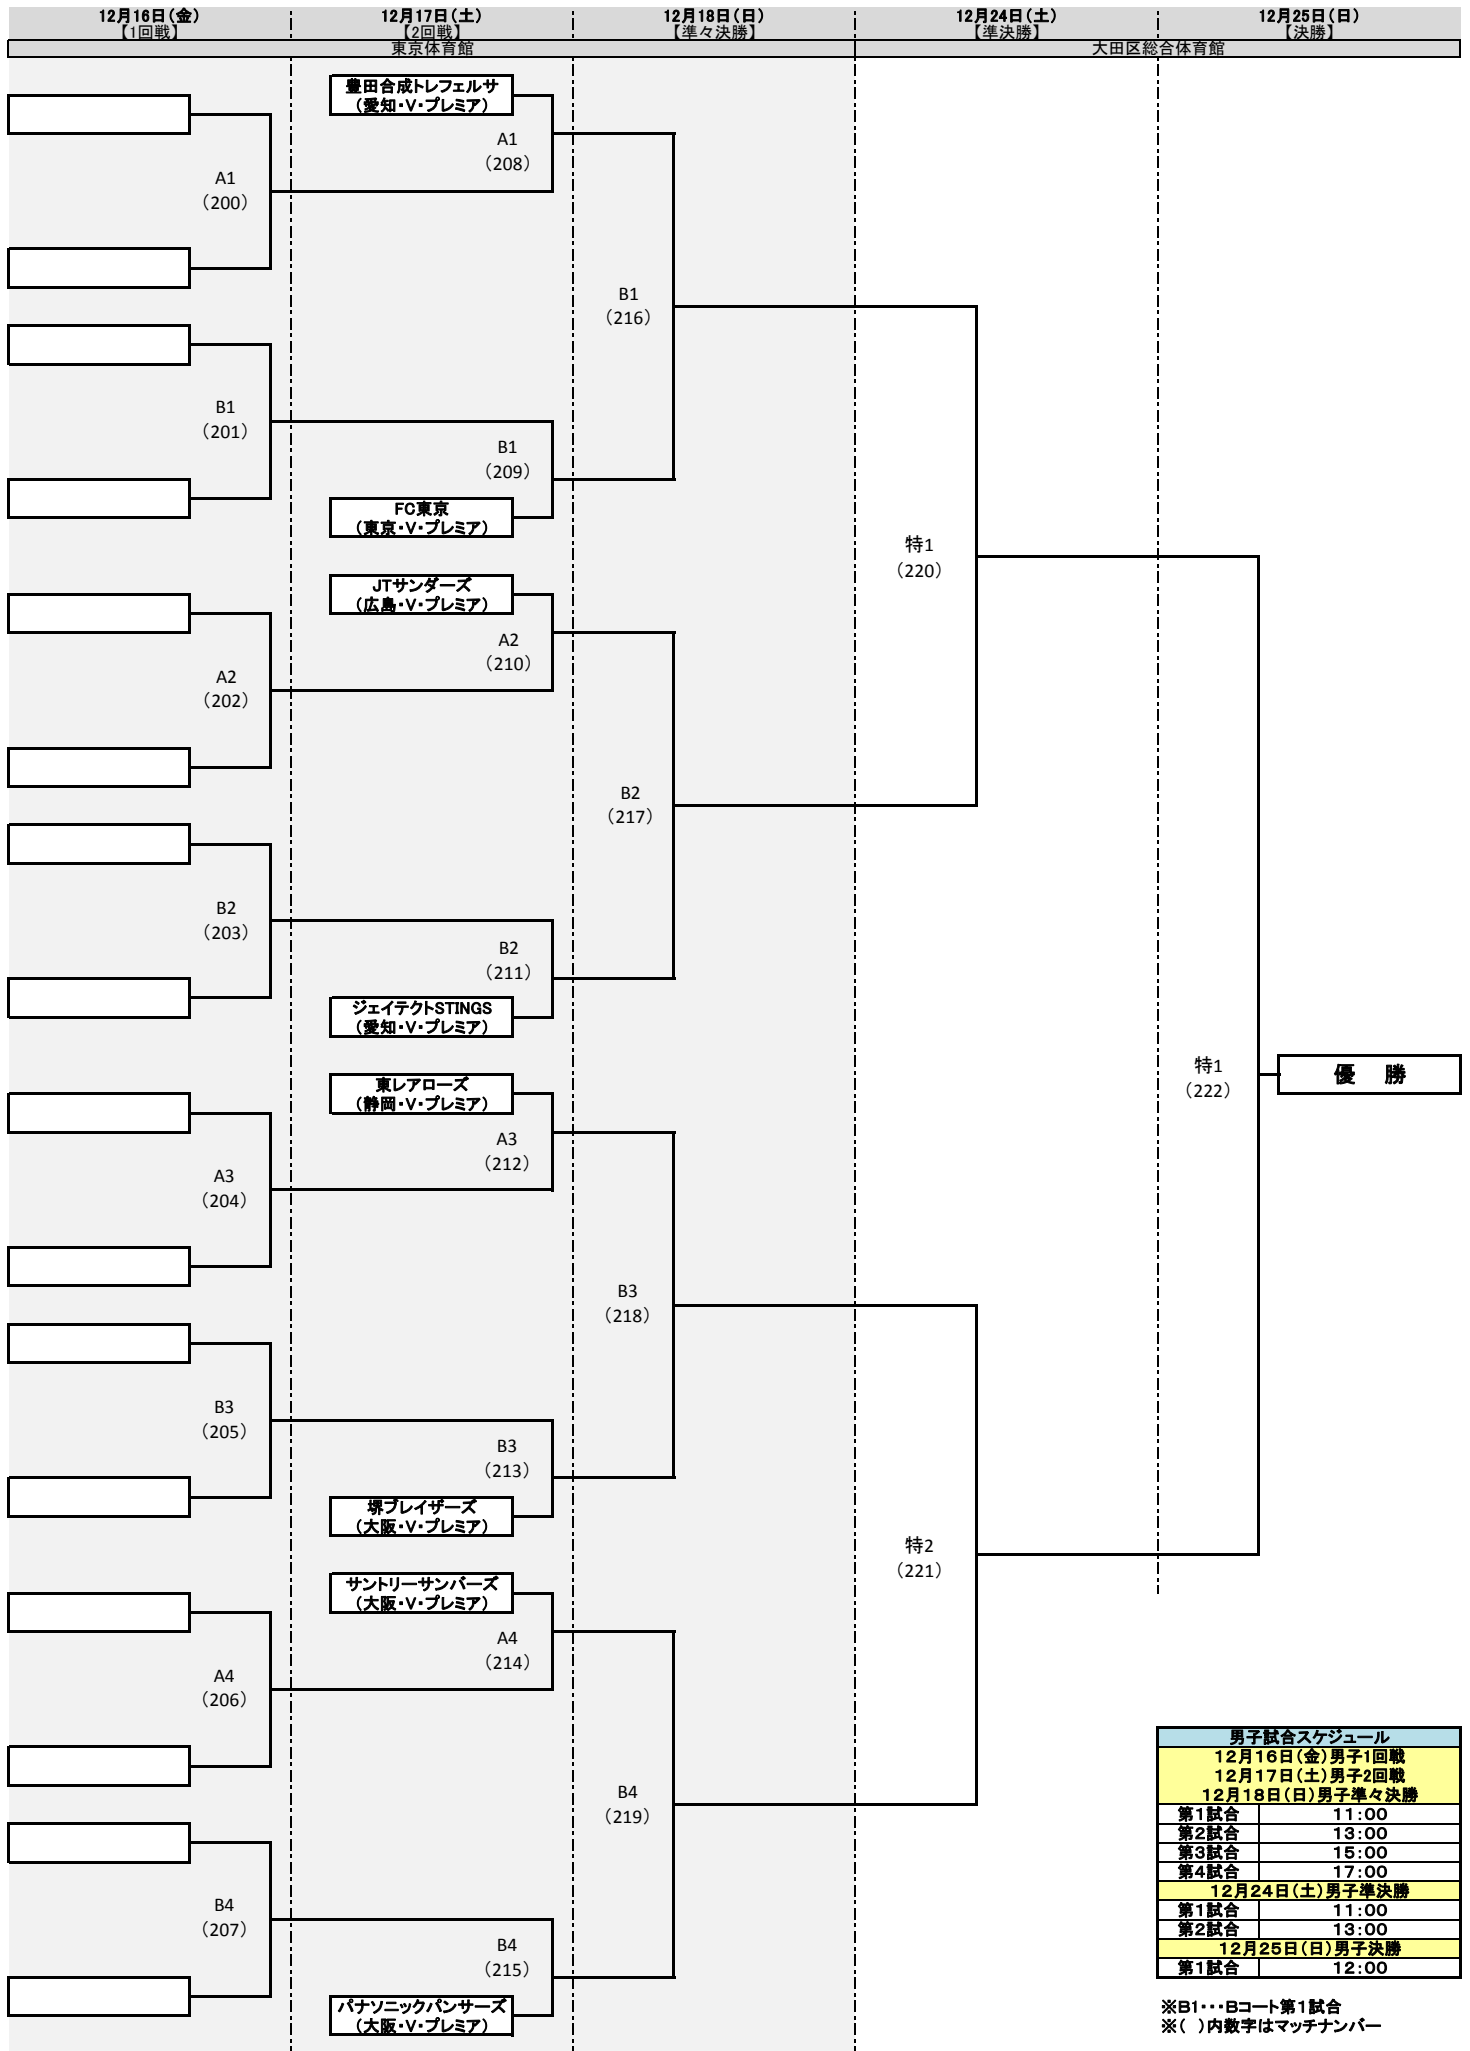 12月16日(金)
【1回戦】
12月17日(土)
【2回戦】
12月18日(日)
【準々決勝】
12月24日(土)
【準決勝】
12月25日(日)
【決勝】
東京体育館
大田区総合体育館
豊田合成トレフェルサ
(愛知・V・プレミア)
A1
(208)
A1
(200)
B1
(216)
B1
(201)
B1
(209)
FC東京
(東京・V・プレミア)
特1
(220)
JTサンダーズ
(広島・V・プレミア)
A2
(210)
A2
(202)
B2
(217)
B2
(203)
B2
(211)
ジェイテクトSTINGS
(愛知・V・プレミア)
特1
(222)
優 勝
東レアローズ
(静岡・V・プレミア)
A3
(212)
A3
(204)
B3
(218)
B3
(205)
B3
(213)
堺ブレイザーズ
(大阪・V・プレミア)
特2
(221)
サントリーサンバーズ
(大阪・V・プレミア)
A4
(214)
A4
(206)
B4
(219)
B4
(207)
B4
(215)
パナソニックパンサーズ
(大阪・V・プレミア)
男子試合スケジュール
12月16日(金)男子1回戦
12月17日(土)男子2回戦
12月18日(日)男子準々決勝
第1試合 11:00
第2試合 13:00
第3試合 15:00
第4試合 17:00
12月24日(土)男子準決勝
第1試合 11:00
第2試合 13:00
12月25日(日)男子決勝
第1試合 12:00
※B1・・・Bコート第1試合
※( )内数字はマッチナンバー